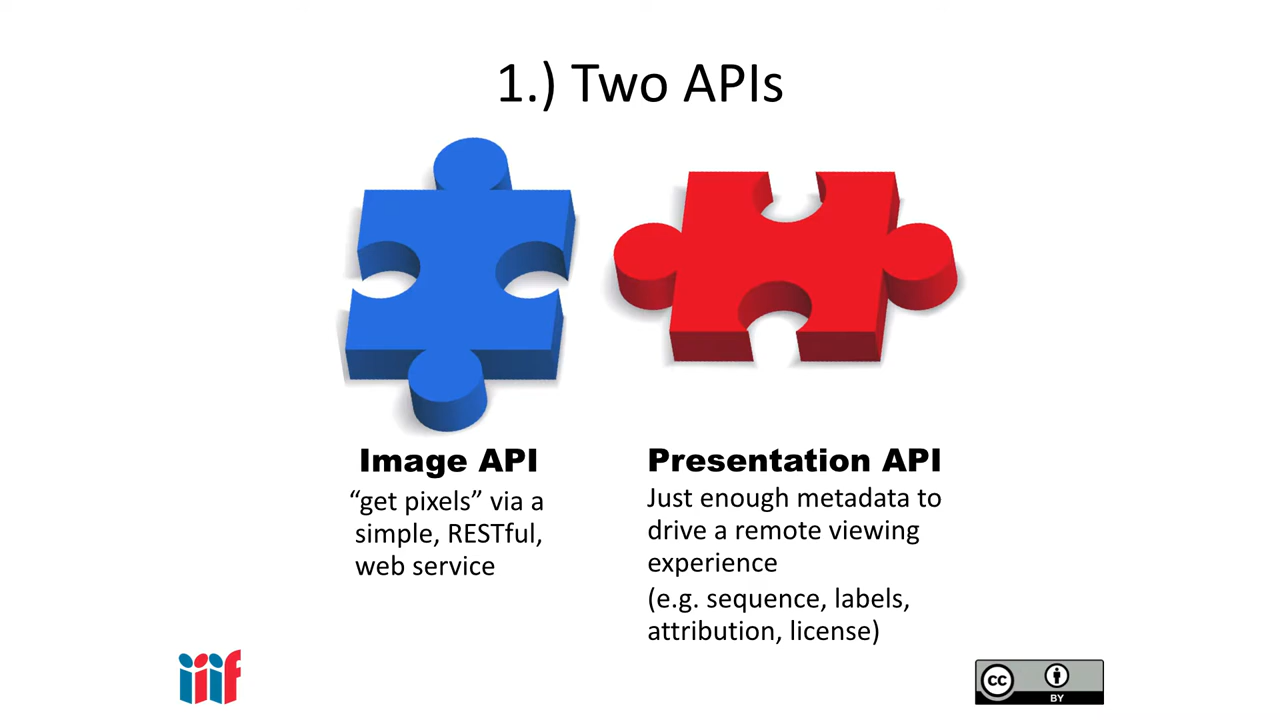 1.) Two APIs
Image API
“get pixels” via a
simple, RESTful,
web service
Presentation API
Just enough metadata to
drive a remote viewing
experience
(e.g. sequence, labels,
attribution, license)
iiif
cc
BY